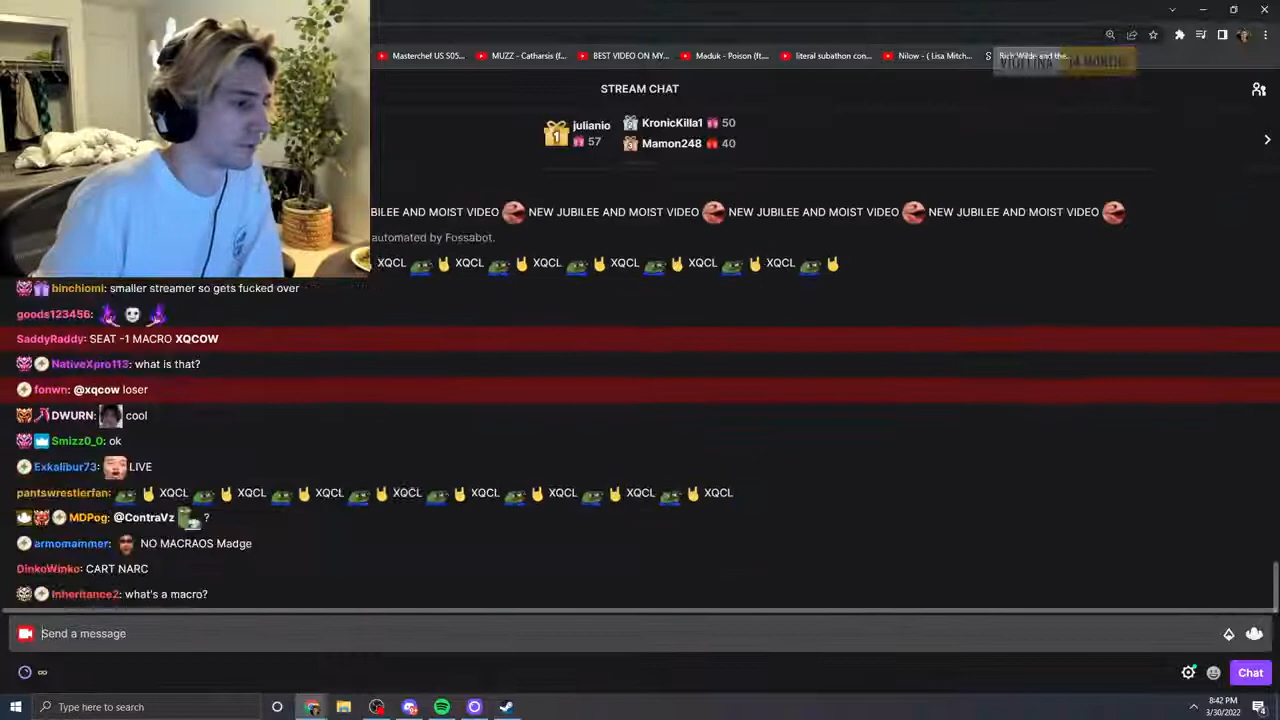 Masterchef US S05... MUZZ - Catharsis (f... BEST VIDEO ON MY... Maduk - Poison (ft... literal subathon con... Nilow - ( Lisa Mitch... Rich Wilde and the...
STREAM CHAT
1 julianio 57
KronicKilla1 50
Mamon248 40
BILEE AND MOIST VIDEO NEW JUBILEE AND MOIST VIDEO NEW JUBILEE AND MOIST VIDEO NEW JUBILEE AND MOIST VIDEO
automated by Fossabot.
XQCL XQCL XQCL XQCL XQCL XQCL
binchiomi: smaller streamer so gets fucked over
goods123456:
SaddyRaddy: SEAT -1 MACRO XQCOW
NativeXpro113: what is that?
fonwn: @xqcow loser
DWURN: cool
Smizz0_0: ok
Exkalibur73: LIVE
pantswrestlerfan: XQCL XQCL XQCL XQCL XQCL XQCL XQCL XQCL
MDPog: @ContraVz ?
armomammer: NO MACRAOS Madge
DinkoWinko: CART NARC
Inheritance2: what's a macro?
Send a message
Chat
Type here to search
8:42 PM
3/30/2022
4